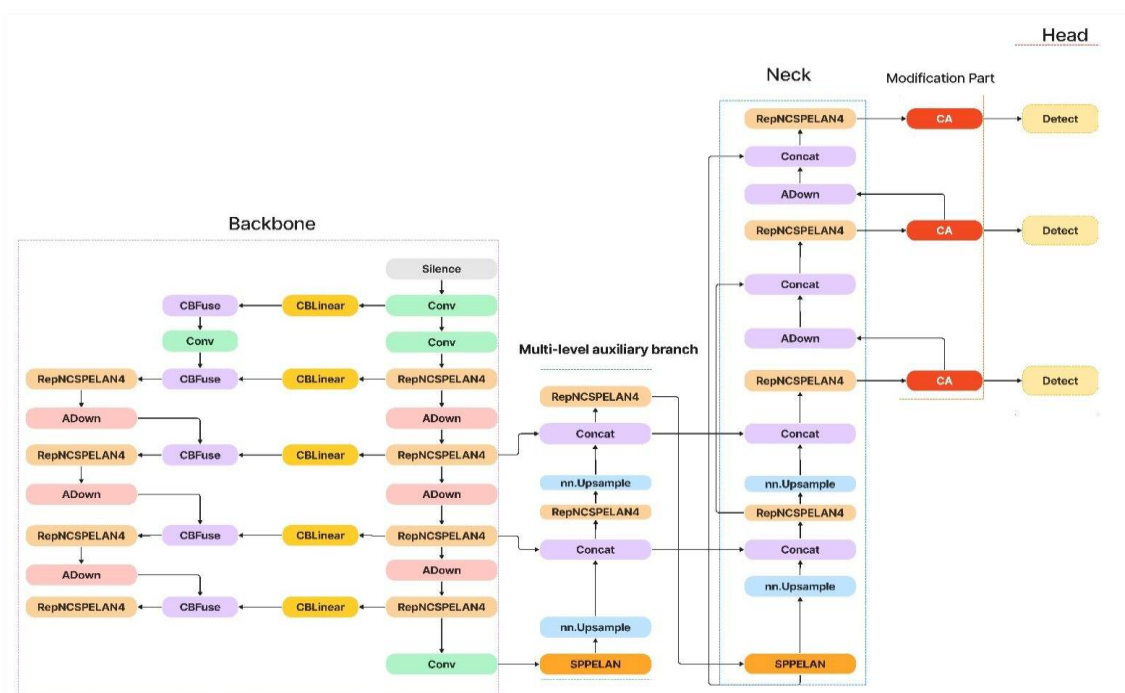 Head
Neck
Modification Part
RepNCSPELAN4 CA Detect
Concat
ADown
Backbone
RepNCSPELAN4 CA Detect
Silence
Concat
CBFuse CBLinear Conv
Conv Conv
ADown
Multi-level auxiliary branch
RepNCSPELAN4 CBFuse CBLinear RepNCSPELAN4
RepNCSPELAN4 CA Detect
RepNCSPELAN4
ADown ADown
Concat Concat
RepNCSPELAN4 CBFuse CBLinear RepNCSPELAN4
nn.Upsample nn.Upsample
ADown ADown
RepNCSPELAN4 RepNCSPELAN4
RepNCSPELAN4 CBFuse CBLinear RepNCSPELAN4
Concat Concat
ADown ADown
nn.Upsample
RepNCSPELAN4 CBFuse CBLinear RepNCSPELAN4
nn.Upsample
Conv SPPELAN SPPELAN